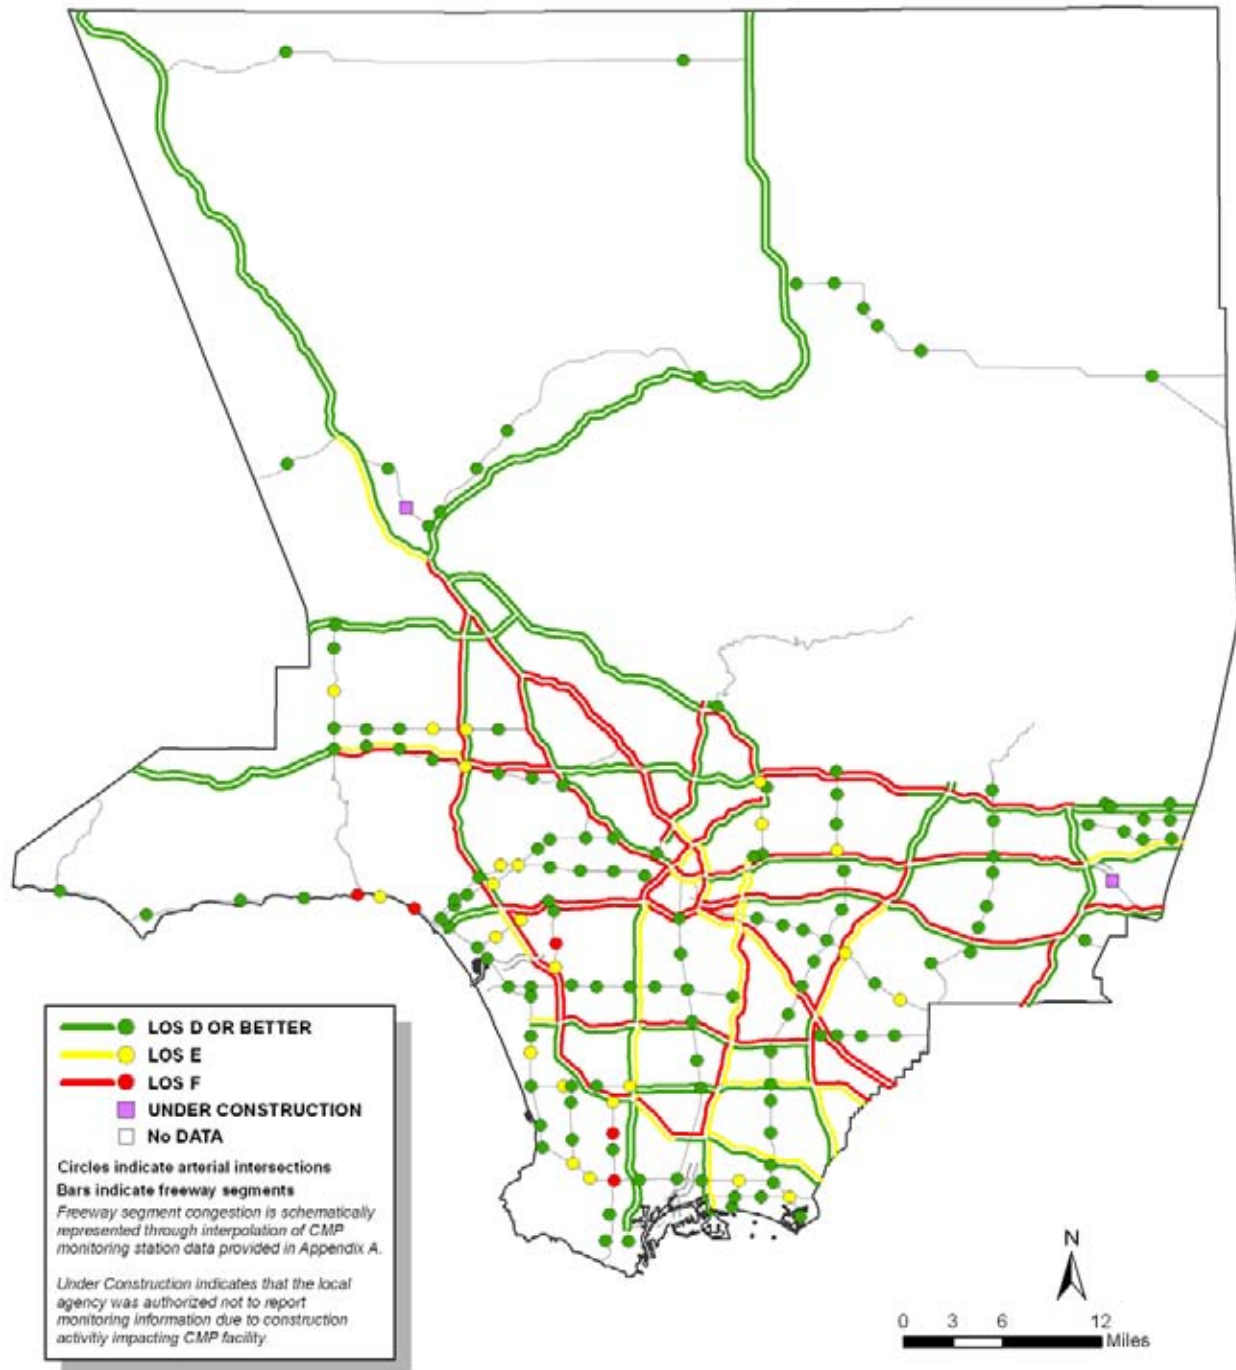 LOS D OR BETTER
LOS E
LOS F
UNDER CONSTRUCTION
No DATA
Circles indicate arterial intersections
Bars indicate freeway segments
Freeway segment congestion is schematically
represented through interpolation of CMP
monitoring station data provided in Appendix A.
Under Construction indicates that the local
agency was authorized not to report
monitoring information due to construction
activitiy impacting CMP facility.
N
0 3 6 12
Miles